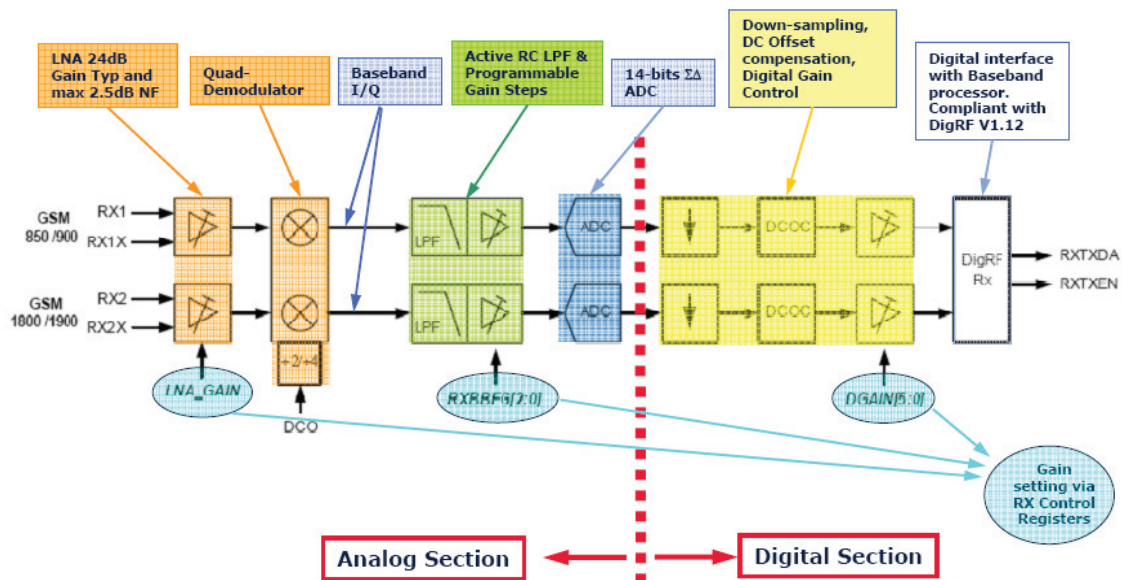 LNA 24dB
Gain Typ and
max 2.5dB NF
Quad-
Demodulator
Baseband
I/Q
Active RC LPF &
Programmable
Gain Steps
14-bits ΣΔ
ADC
Down-sampling,
DC Offset
compensation,
Digital Gain
Control
Digital interface
with Baseband
processor.
Compliant with
DigRF V1.12
GSM
850 /900
RX1
RX1X
GSM
1800 /1900
RX2
RX2X
LPF
LPF
ADC
ADC
DCOC
DCOC
DigRF
Rx
RXTXDA
RXTXEN
÷2/÷4
DCO
LNA_GAIN
DGAIN[5:0]
Gain
setting via
RX Control
Registers
Analog Section
Digital Section